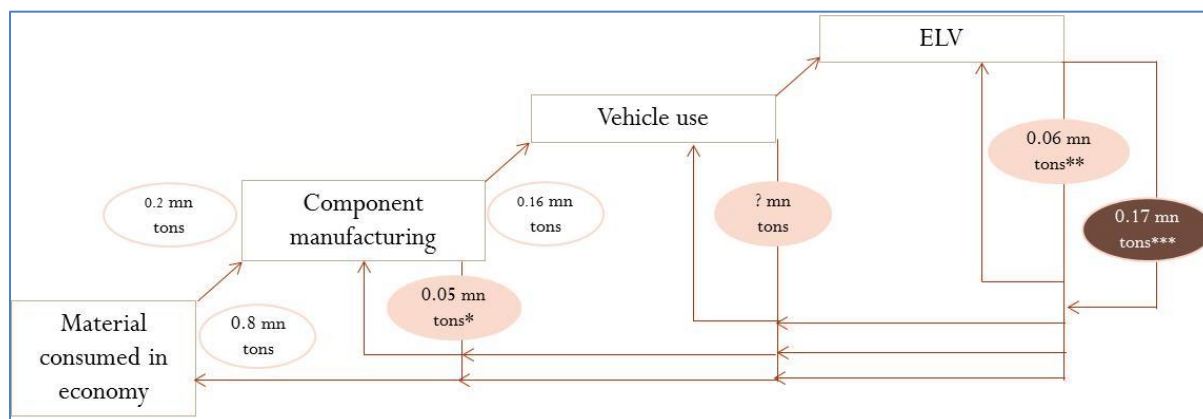 ELV
Vehicle use
0.06 mn
tons**
0.2 mn
tons
Component
manufacturing
0.16 mn
tons
? mn
tons
0.17 mn
tons***
0.05 mn
tons*
Material
consumed in
economy
0.8 mn
tons